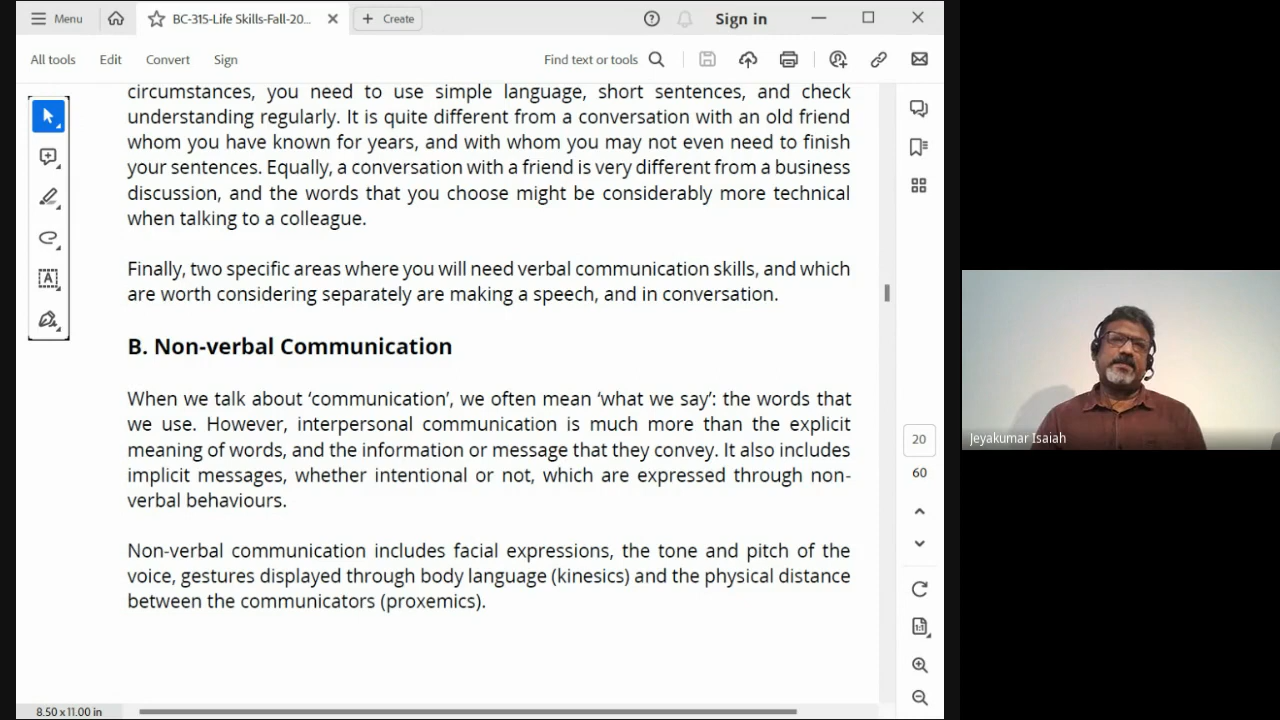 Menu
BC-315-Life Skills-Fall-20...
Create
Sign in
All tools
Edit
Convert
Sign
Find text or tools
circumstances, you need to use simple language, short sentences, and check
understanding regularly. It is quite different from a conversation with an old friend
whom you have known for years, and with whom you may not even need to finish
your sentences. Equally, a conversation with a friend is very different from a business
discussion, and the words that you choose might be considerably more technical
when talking to a colleague.
Finally, two specific areas where you will need verbal communication skills, and which
are worth considering separately are making a speech, and in conversation.
B. Non-verbal Communication
When we talk about ‘communication’, we often mean ‘what we say’: the words that
we use. However, interpersonal communication is much more than the explicit
meaning of words, and the information or message that they convey. It also includes
implicit messages, whether intentional or not, which are expressed through non-
verbal behaviours.
Non-verbal communication includes facial expressions, the tone and pitch of the
voice, gestures displayed through body language (kinesics) and the physical distance
between the communicators (proxemics).
20
60
1:1
8.50 x 11.00 in
Jeyakumar Isaiah